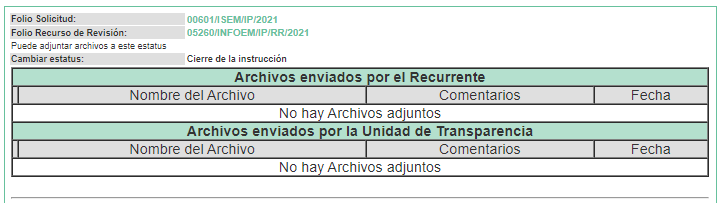 Folio Solicitud: 00601/ISEM/IP/2021
Folio Recurso de Revisión: 05260/INFOEM/IP/RR/2021
Puede adjuntar archivos a este estatus
Cambiar estatus: Cierre de la instrucción
Archivos enviados por el Recurrente
Nombre del Archivo Comentarios Fecha
No hay Archivos adjuntos
Archivos enviados por la Unidad de Transparencia
Nombre del Archivo Comentarios Fecha
No hay Archivos adjuntos